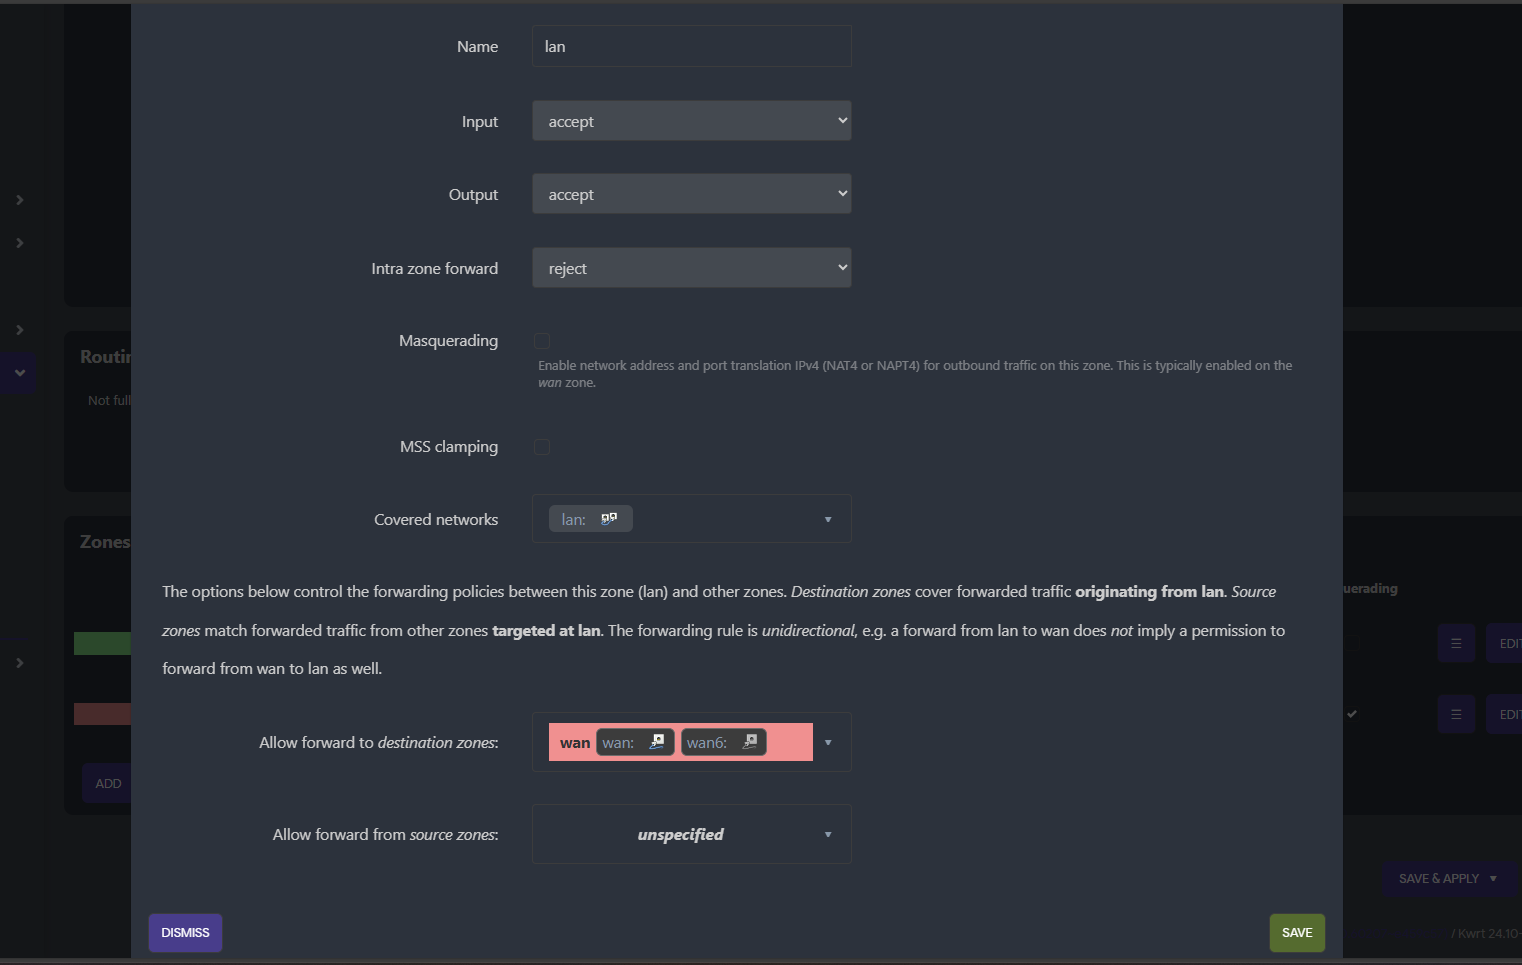 Name lan
Input accept
Output accept
Intra zone forward reject
Masquerading
Enable network address and port translation IPv4 (NAT4 or NAPT4) for outbound traffic on this zone. This is typically enabled on the
wan zone.
MSS clamping
Covered networks lan:
The options below control the forwarding policies between this zone (lan) and other zones. Destination zones cover forwarded traffic originating from lan. Source
zones match forwarded traffic from other zones targeted at lan. The forwarding rule is unidirectional, e.g. a forward from lan to wan does not imply a permission to
forward from wan to lan as well.
Allow forward to destination zones: wan wan: wan6:
Allow forward from source zones: unspecified
DISMISS
SAVE
Routin
Not full
Zones
ADD
uerading
EDI
EDI
SAVE & APPLY
/ Kwrt 24.10-